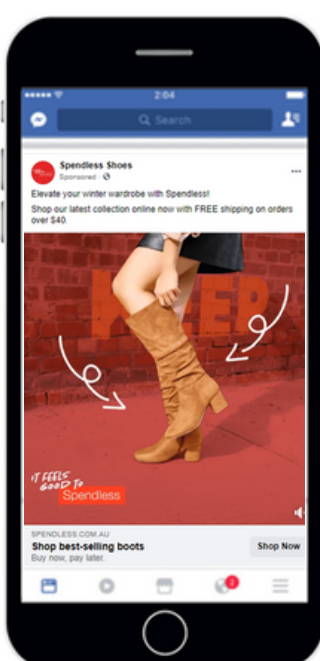 2:04
Search
Spendless Shoes
Sponsored ·
Elevate your winter wardrobe with Spendless!
Shop our latest collection online now with FREE shipping on orders
over $40.
KEEP
IT FEELS
GOOD TO
Spendless
SPENDLESS.COM.AU
Shop best-selling boots
Buy now, pay later.
Shop Now
2